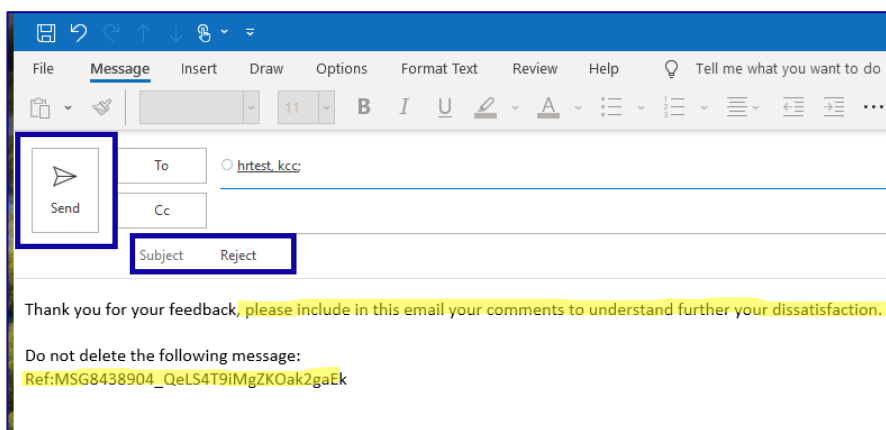 File Message Insert Draw Options Format Text Review Help Tell me what you want to do
11 B I U A
To hrtest, kcc;
Send
Cc
Subject Reject
Thank you for your feedback, please include in this email your comments to understand further your dissatisfaction.
Do not delete the following message:
Ref:MSG8438904_QeLS4T9iMgZKOak2gaEk